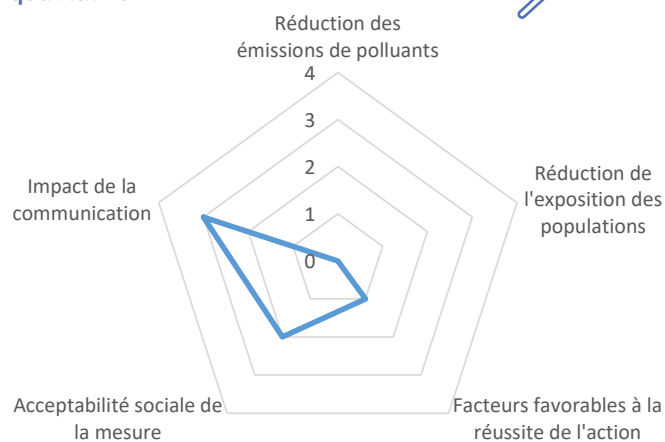 Réduction des
émissions de polluants
4
3
2
1
0
Réduction de
l'exposition des
populations
Impact de la
communication
Acceptabilité sociale de
la mesure
Facteurs favorables à la
réussite de l'action